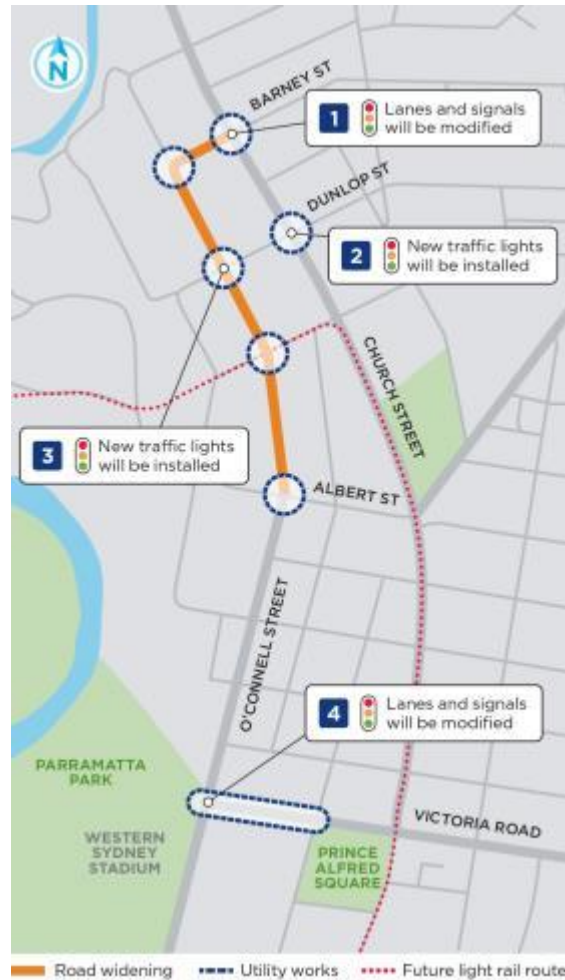 N
BARNEY ST
1 Lanes and signals
will be modified
DUNLOP ST
2 New traffic lights
will be installed
CHURCH STREET
3 New traffic lights
will be installed
ALBERT ST
O'CONNELL STREET
4 Lanes and signals
will be modified
PARRAMATTA
PARK
VICTORIA ROAD
WESTERN
SYDNEY
STADIUM
PRINCE
ALFRED
SQUARE
Road widening Utility works Future light rail route